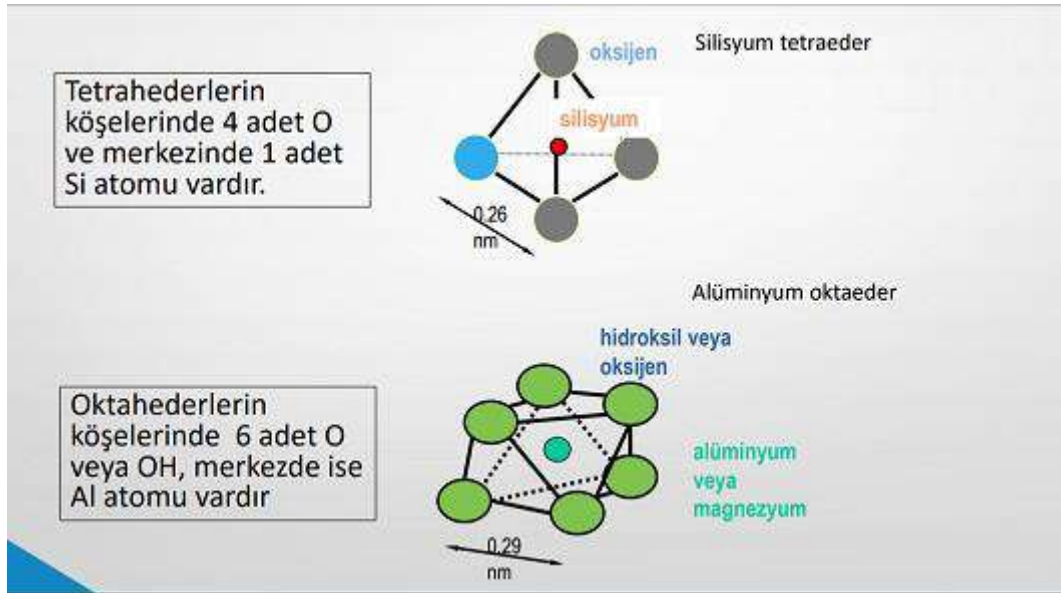 Silisyum tetraeder
oksijen
silisyum
Tetrahederlerin
köşelerinde 4 adet O
ve merkezinde 1 adet
Si atomu vardır.
0.26
nm
Alüminyum oktaeder
hidroksil veya
oksijen
Oktahederlerin
köşelerinde 6 adet O
veya OH, merkezde ise
Al atomu vardır
alüminyum
veya
magnezyum
0.29
nm